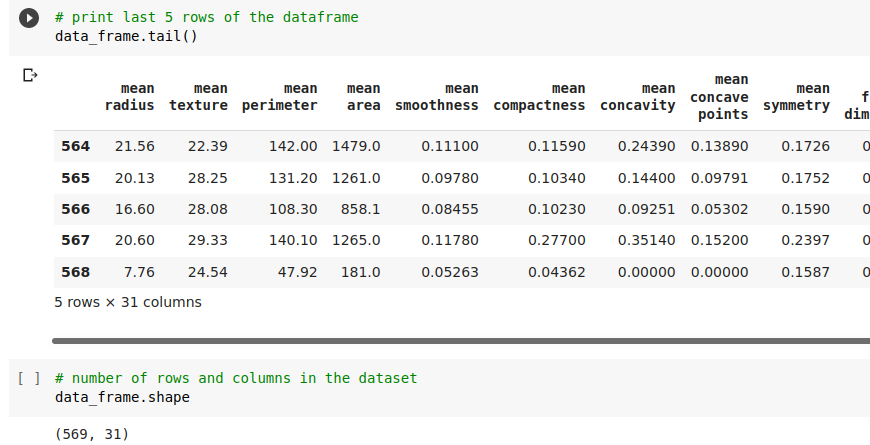 # print last 5 rows of the dataframe
data_frame.tail()
mean radius mean texture mean perimeter mean area mean smoothness mean compactness mean concavity mean concave points mean symmetry
564 21.56 22.39 142.00 1479.0 0.11100 0.11590 0.24390 0.13890 0.1726
565 20.13 28.25 131.20 1261.0 0.09780 0.10340 0.14400 0.09791 0.1752
566 16.60 28.08 108.30 858.1 0.08455 0.10230 0.09251 0.05302 0.1590
567 20.60 29.33 140.10 1265.0 0.11780 0.27700 0.35140 0.15200 0.2397
568 7.76 24.54 47.92 181.0 0.05263 0.04362 0.00000 0.00000 0.1587
5 rows × 31 columns
[ ] # number of rows and columns in the dataset
data_frame.shape
(569, 31)